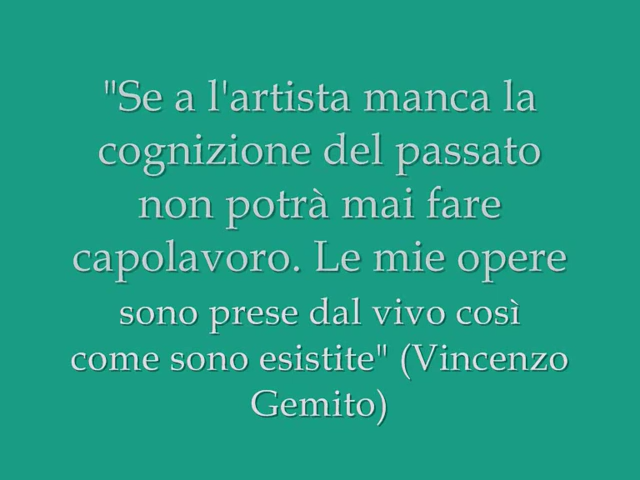 "Se a l'artista manca la
cognizione del passato
non potrà mai fare
capolavoro. Le mie opere
sono prese dal vivo così
come sono esistite" (Vincenzo
Gemito)